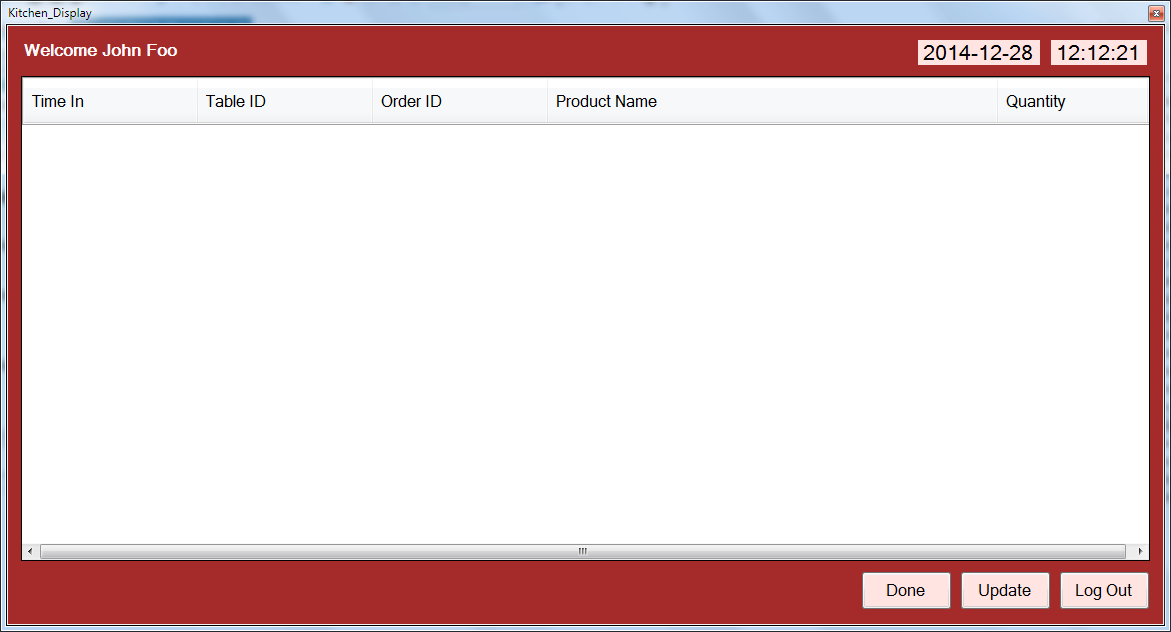 Kitchen_Display
Welcome John Foo
2014-12-28 12:12:21
Time In Table ID Order ID Product Name Quantity
Done Update Log Out